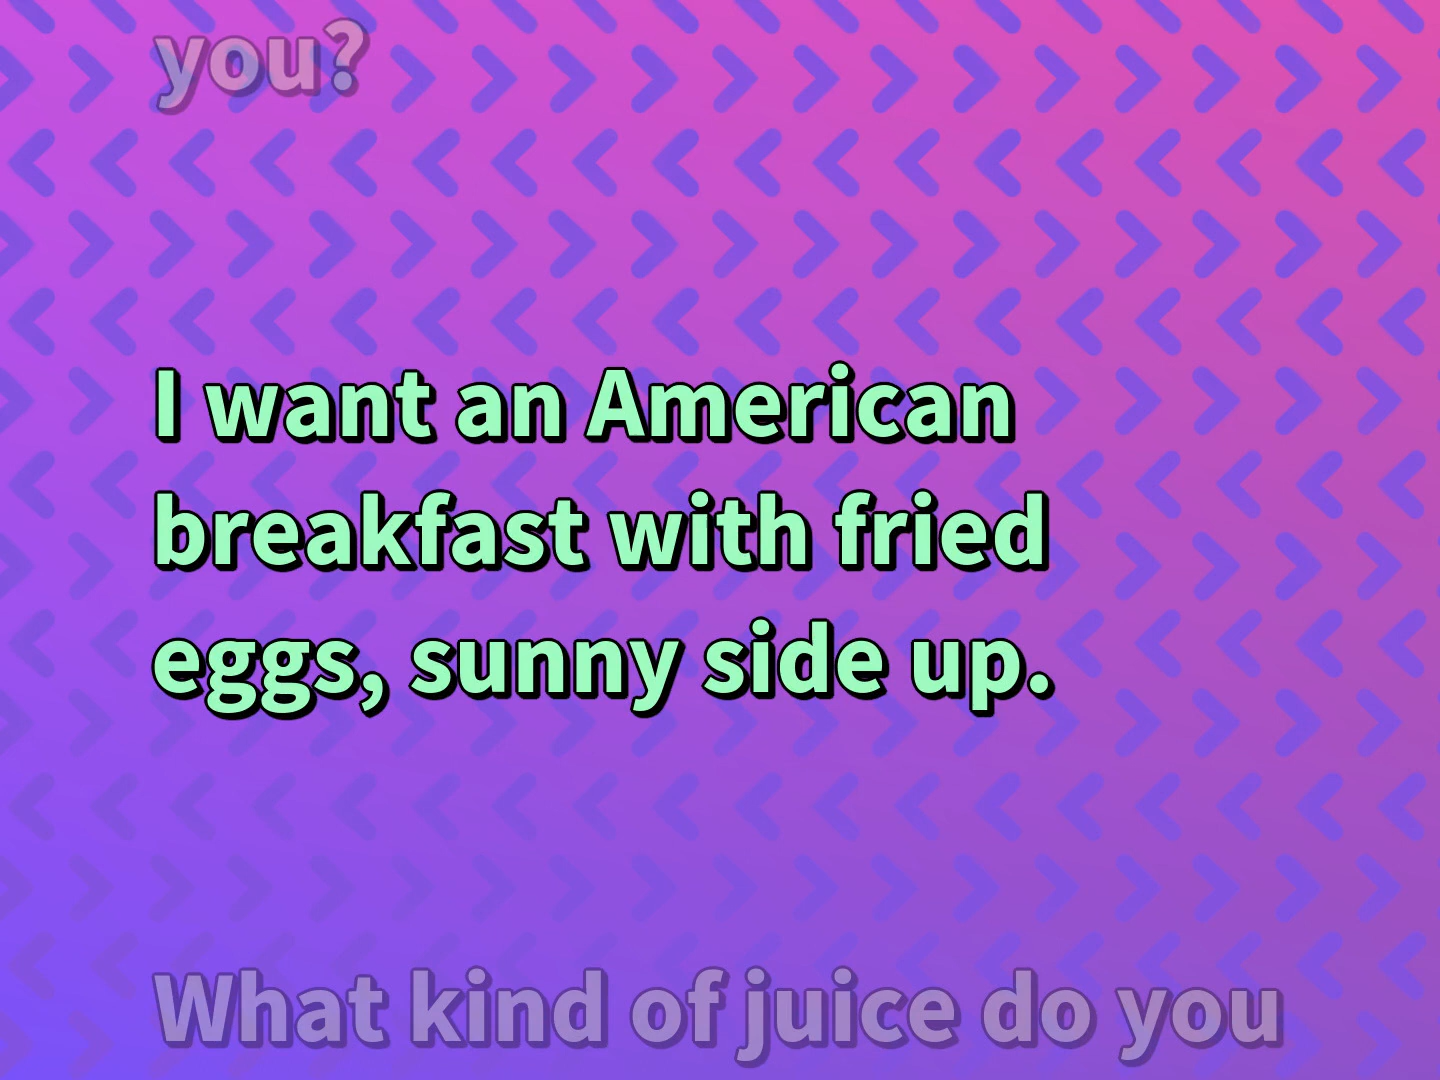 you?
I want an American
breakfast with fried
eggs, sunny side up.
What kind of juice do you